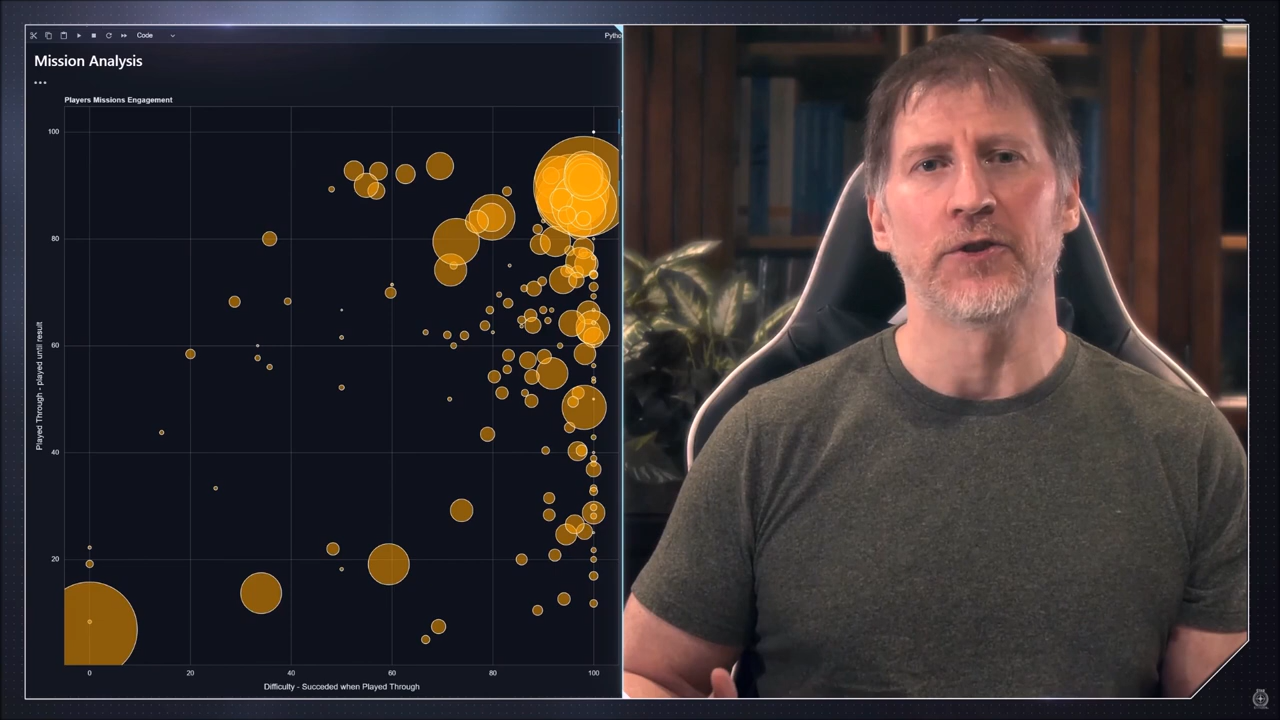 Code
Pytho
Mission Analysis
Players Missions Engagement
100
80
60
40
20
Played Through - played until result
0 20 40 60 80 100
Difficulty - Succeded when Played Through